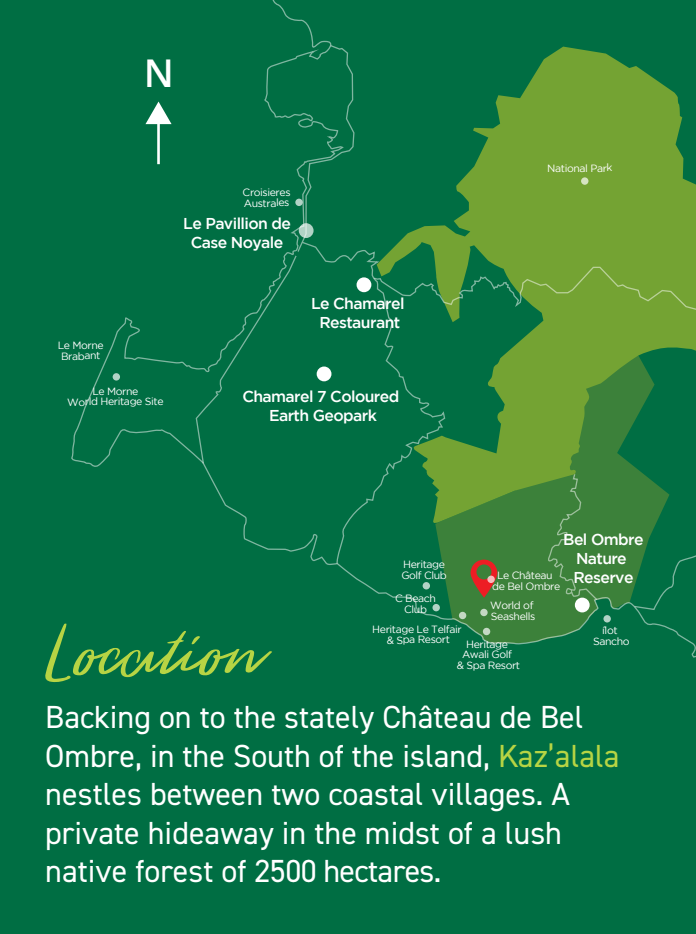 N
National Park
Croisieres
Australes
Le Pavillion de
Case Noyale
Le Chamarel
Restaurant
Le Morne
Brabant
Le Morne
World Heritage Site
Chamarel 7 Coloured
Earth Geopark
Bel Ombre
Nature
Reserve
Heritage
Golf Club
Le Château
de Bel Ombre
C Beach
Club
World of
Seashells
Heritage Le Telfair
& Spa Resort
Heritage
Awali Golf
& Spa Resort
îlot
Sancho
Location
Backing on to the stately Château de Bel
Ombre, in the South of the island, Kaz’alala
nestles between two coastal villages. A
private hideaway in the midst of a lush
native forest of 2500 hectares.